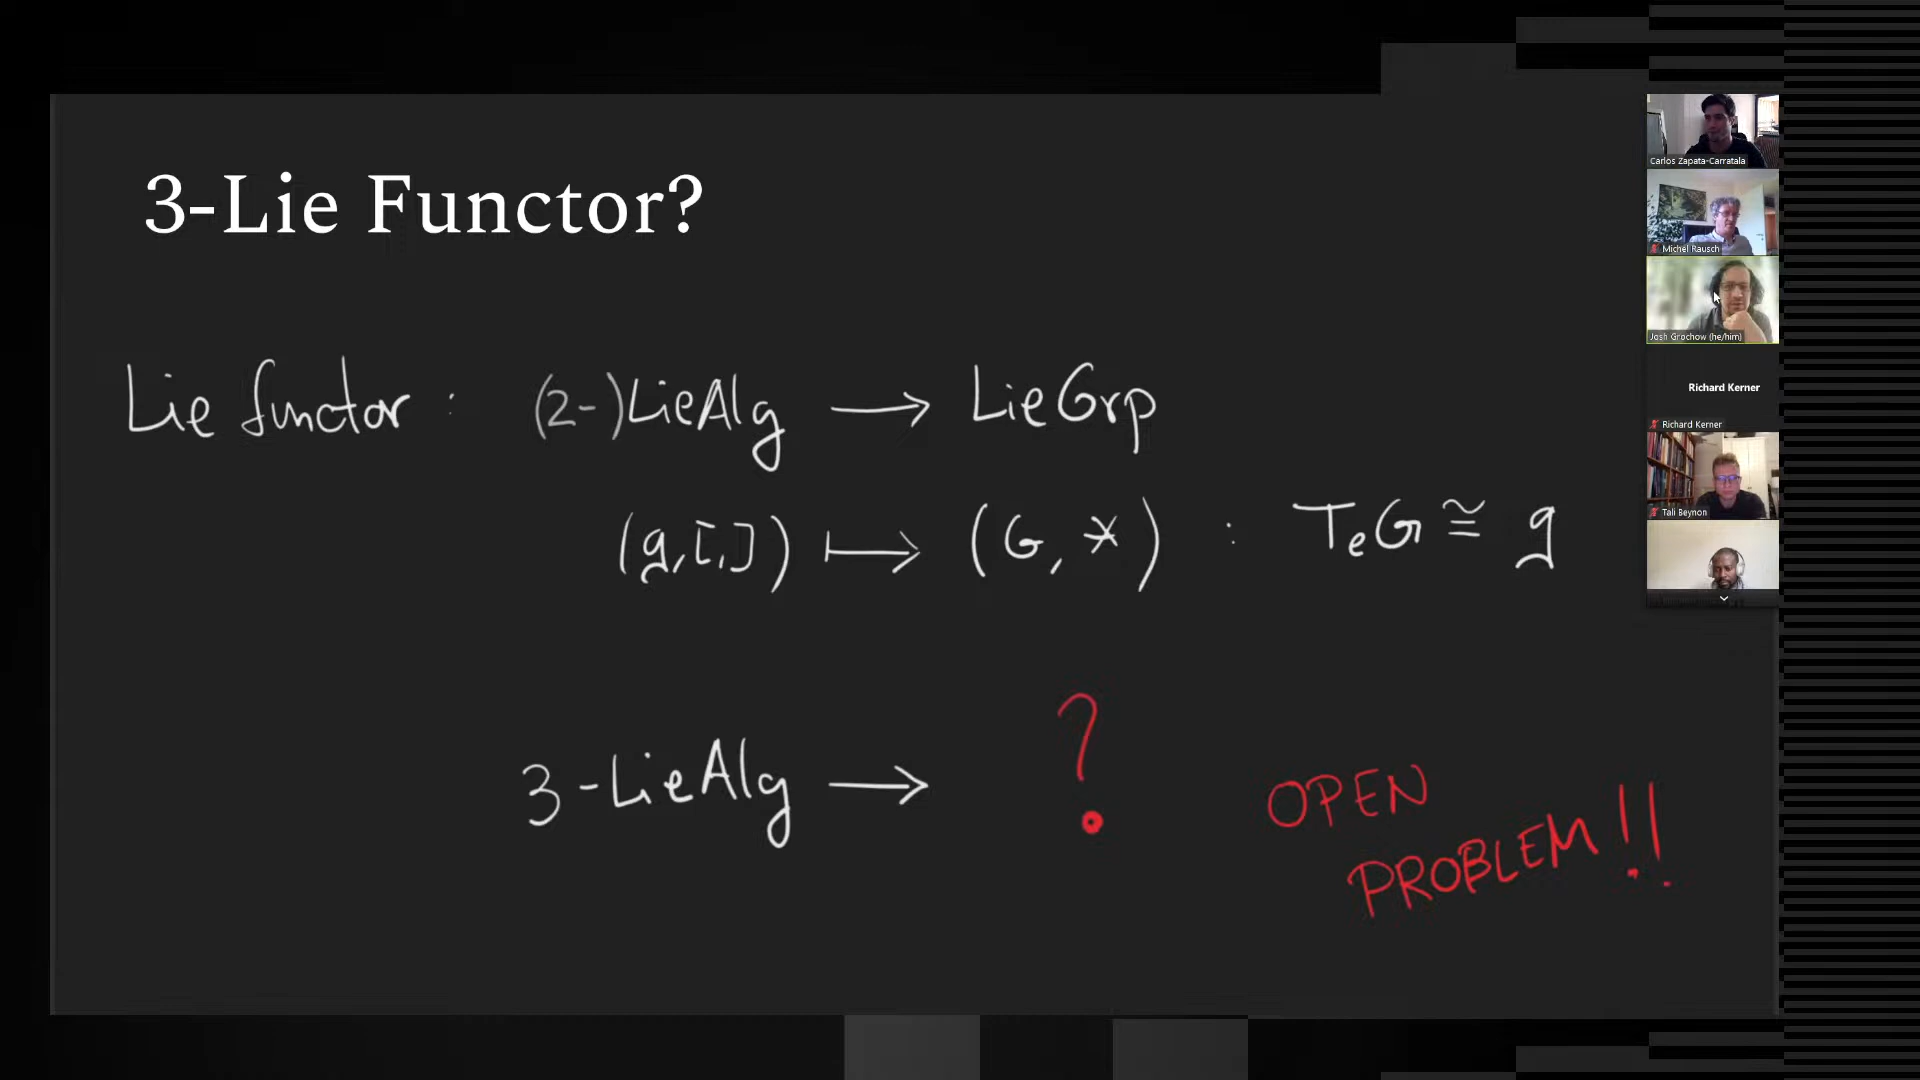 3-Lie Functor?
Lie functor : (2-)LieAlg ⟶ LieGrp
(g,[,]) ⟼ (G, *) : TₑG ≅ g
3-LieAlg ⟶ ?
OPEN
PROBLEM!!
Carlos Zapata-Carratala
Michel Rausch
Josh Grochow (he/him)
Richard Kerner
Richard Kerner
Tali Beynon